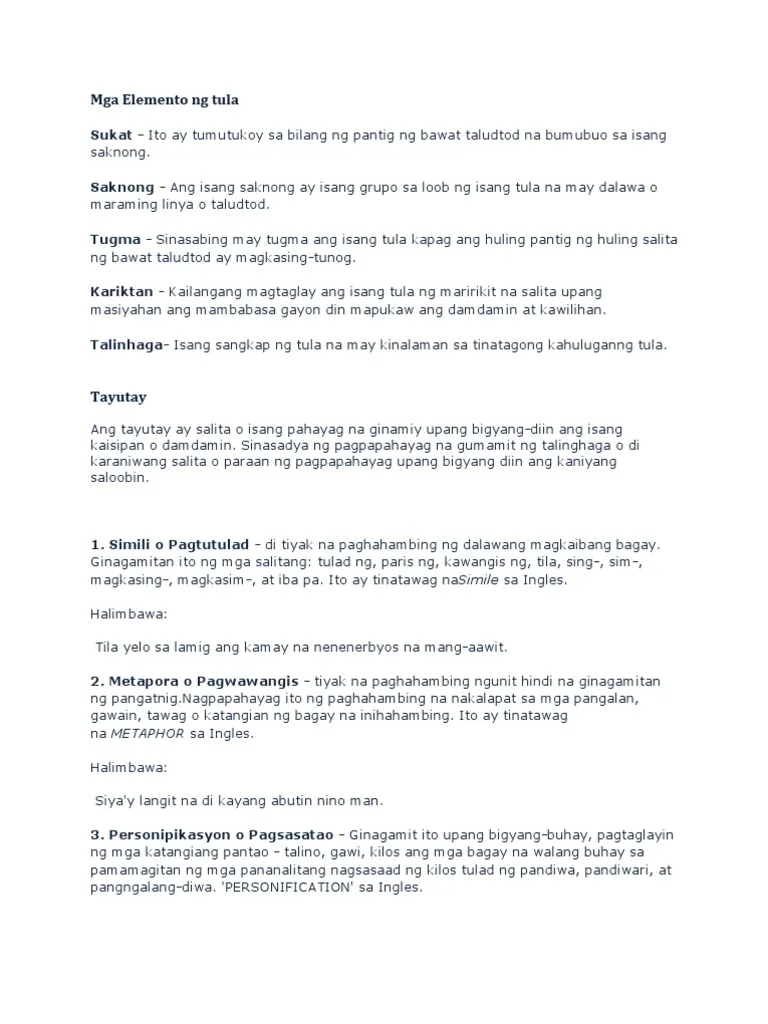 Mga Elemento ng tula
Sukat – Ito ay tumutukoy sa bilang ng pantig ng bawat taludtod na bumubuo sa isang
saknong.
Saknong – Ang isang saknong ay isang grupo sa loob ng isang tula na may dalawa o
maraming linya o taludtod.
Tugma – Sinasabing may tugma ang isang tula kapag ang huling pantig ng huling salita
ng bawat taludtod ay magkasing-tunog.
Kariktan – Kailangang magtaglay ang isang tula ng maririkit na salita upang
masiyahan ang mambabasa gayon din mapukaw ang damdamin at kawilihan.
Talinhaga– Isang sangkap ng tula na may kinalaman sa tinatagong kahuluganng tula.
Tayutay
Ang tayutay ay salita o isang pahayag na ginamiy upang bigyang-diin ang isang
kaisipan o damdamin. Sinasadya ng pagpapahayag na gumamit ng talinghaga o di
karaniwang salita o paraan ng pagpapahayag upang bigyang diin ang kaniyang
saloobin.
1. Simili o Pagtutulad – di tiyak na paghahambing ng dalawang magkaibang bagay.
Ginagamitan ito ng mga salitang: tulad ng, paris ng, kawangis ng, tila, sing-, sim-,
magkasing-, magkasim-, at iba pa. Ito ay tinatawag naSimile sa Ingles.
Halimbawa:
Tila yelo sa lamig ang kamay na nenenerbyos na mang-aawit.
2. Metapora o Pagwawangis – tiyak na paghahambing ngunit hindi na ginagamitan
ng pangatnig.Nagpapahayag ito ng paghahambing na nakalapat sa mga pangalan,
gawain, tawag o katangian ng bagay na inihahambing. Ito ay tinatawag
na METAPHOR sa Ingles.
Halimbawa:
Siya'y langit na di kayang abutin nino man.
3. Personipikasyon o Pagsasatao – Ginagamit ito upang bigyang-buhay, pagtaglayin
ng mga katangiang pantao – talino, gawi, kilos ang mga bagay na walang buhay sa
pamamagitan ng mga pananalitang nagsasaad ng kilos tulad ng pandiwa, pandiwari, at
pangngalang-diwa. 'PERSONIFICATION' sa Ingles.